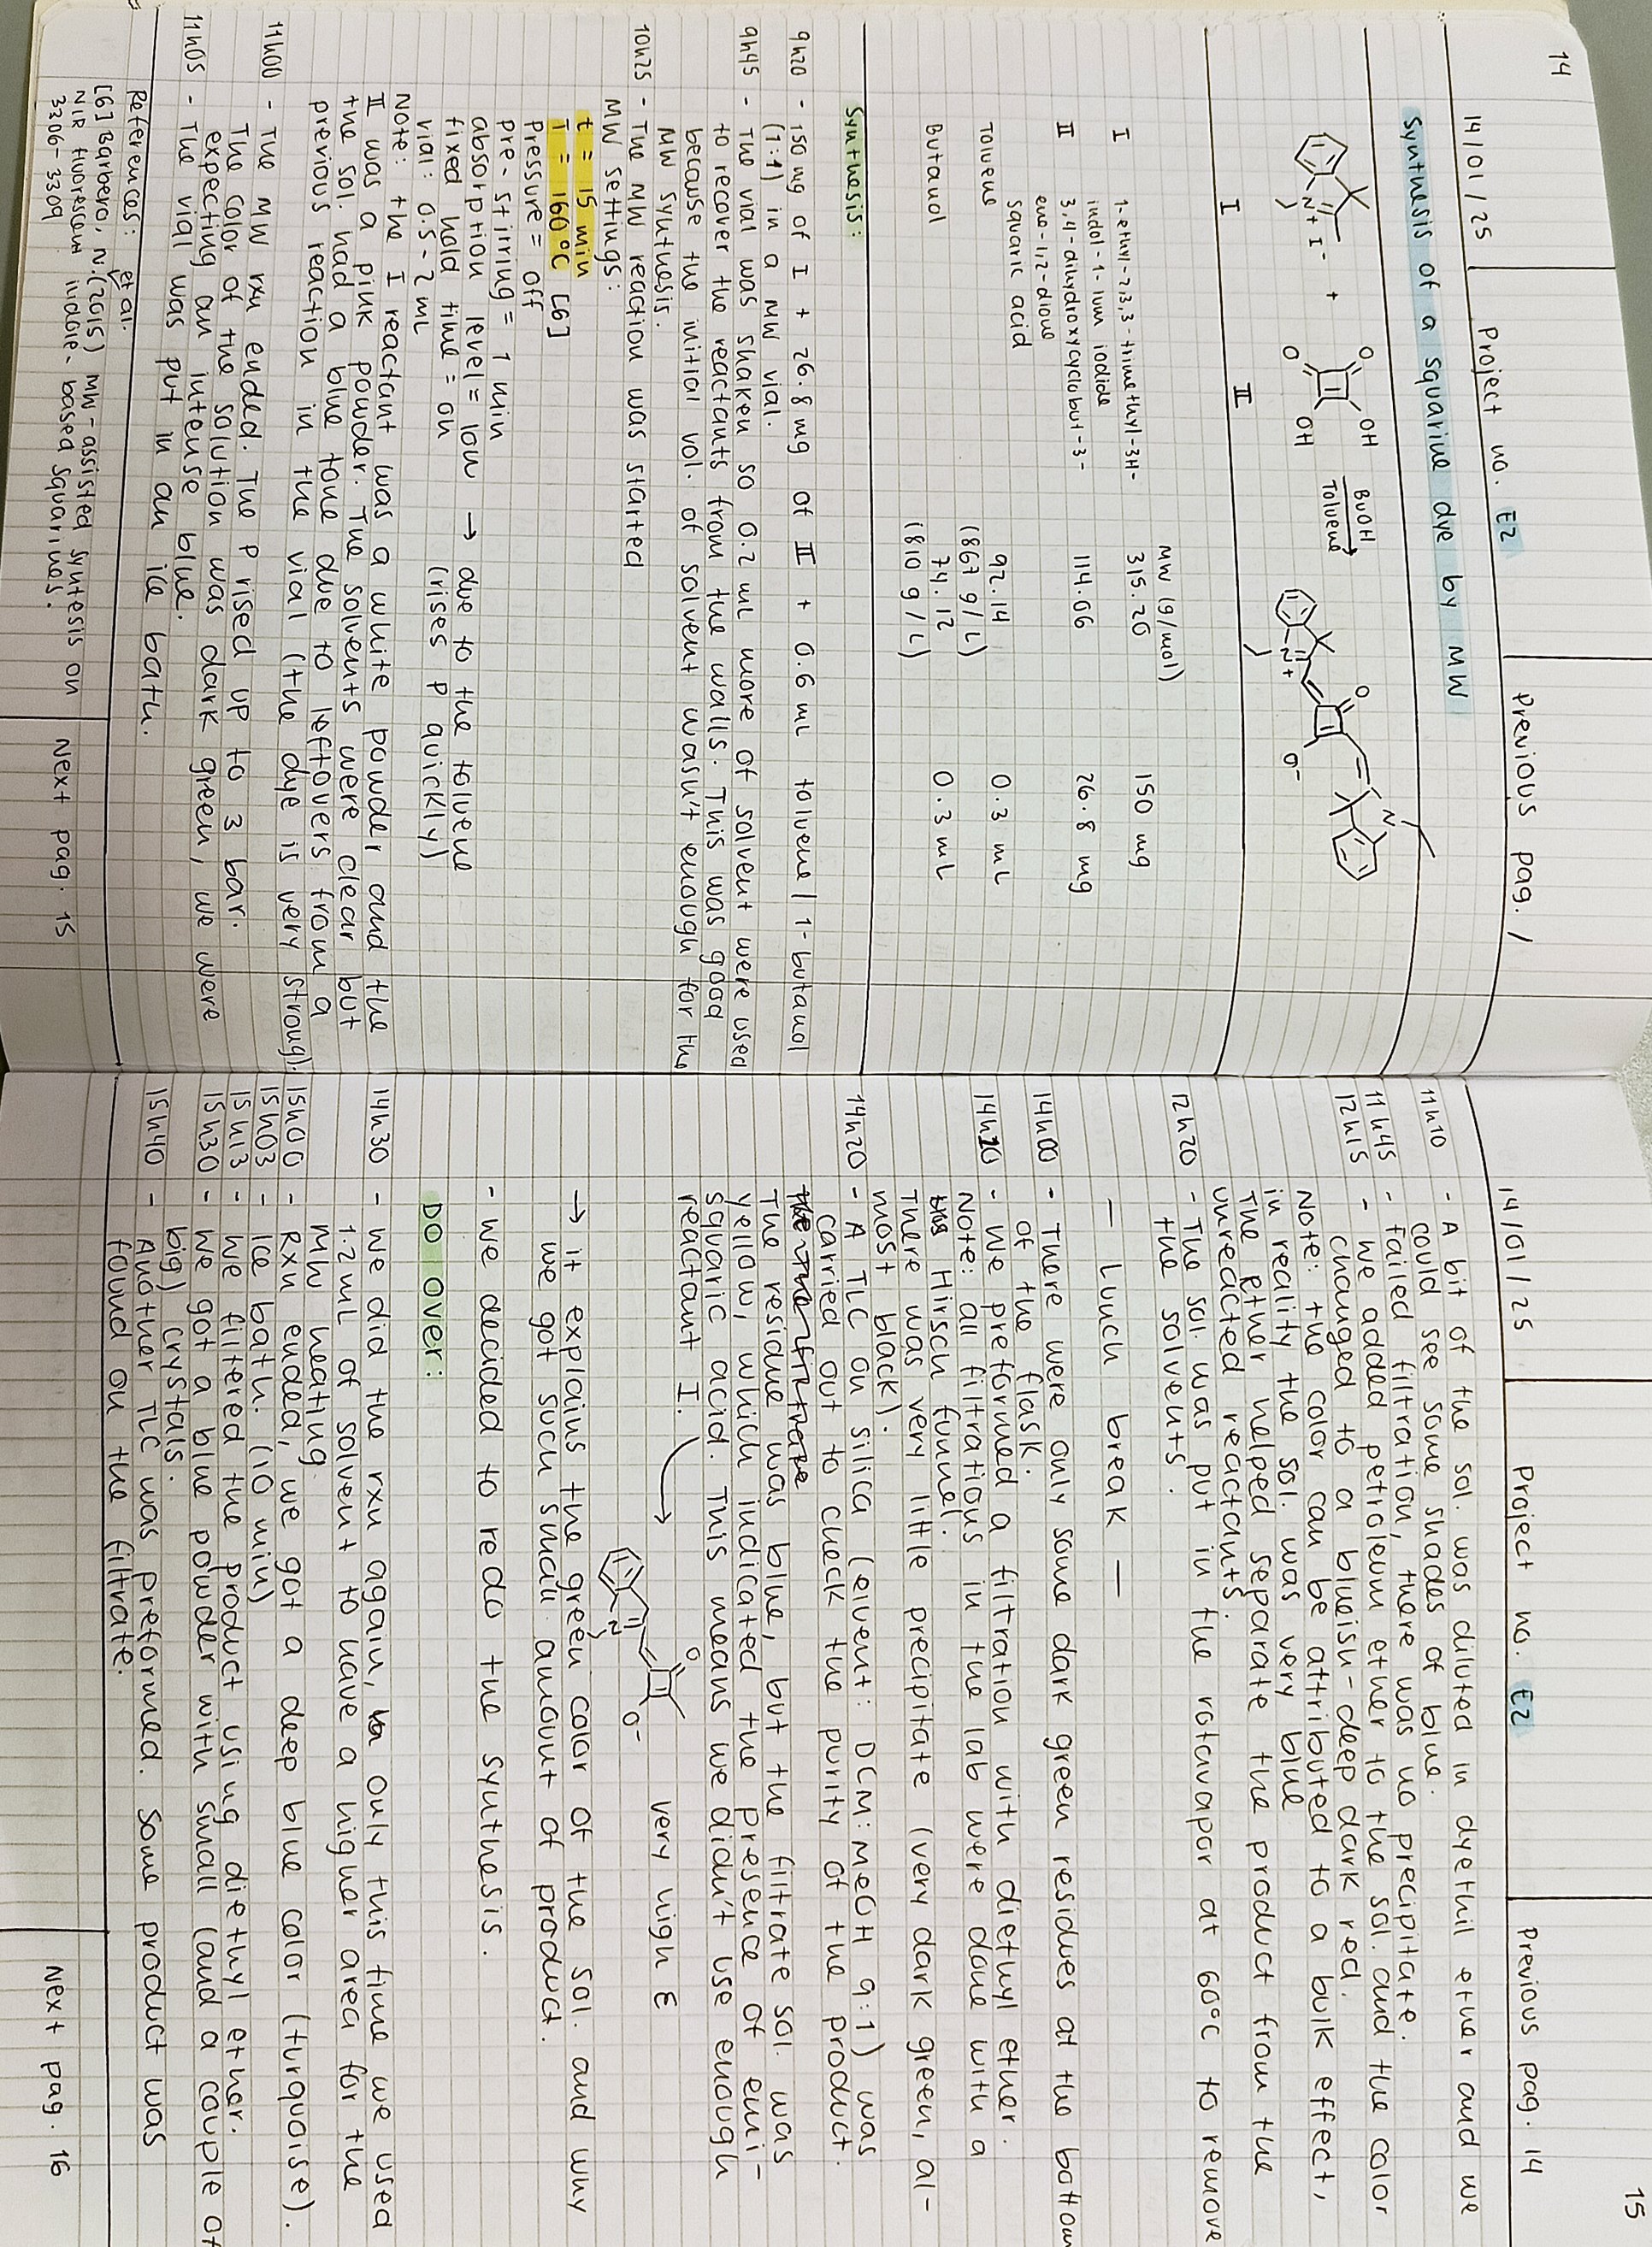 14
14/01/25
Project no. E2
Previous pag. /
Synthesis of a squarine dye by MW
N+
I-
+
O
OH
O
OH
BuOH
Toluene
N+
O
O-
N
I
II
MW (g/mol)
I
1-ethyl-2,3,3-trimethyl-3H-
indol-1-ium iodide
315.20
150 mg
II
3,4-dihydroxycyclobut-3-
ene-1,2-dione
squaric acid
114.06
26.8 mg
Toluene
92.14
(867 g/L)
0.3 mL
Butanol
74.12
(810 g/L)
0.3 mL
Synthesis:
9h20 - 150 mg of I + 26.8 mg of II + 0.6 mL toluene/1-butanol
(1:1) in a MW vial.
9h45 - The vial was shaken so 0.2 mL more of solvent were used
to recover the reactants from the walls. This was good
because the initial vol. of solvent wasn't enough for the
MW synthesis.
10h25 - The MW reaction was started
MW settings:
t = 15 min
T = 160°C [6]
Pressure = off
pre-stirring = 1 min
absorption level = low → due to the toluene
fixed hold time = on (rises P quickly)
vial: 0.5-2 mL
Note: the I reactant was a white powder and the
II was a pink powder. The solvents were clear but
the sol had a blue tone due to leftovers from a
previous reaction in the vial (the dye is very strong).
11h00 - The MW rxn ended. The P rised up to 3 bar.
The color of the solution was dark green, we were
expecting an intense blue.
11h05 - The vial was put in an ice bath.
References:
[6] Barbero, N. et al. (2015) MW-assisted syntesis on
NIR fluorescent indole-based squarines.
3306-3309
Next pag. 15
15
14/01/25
Project no. E2
Previous pag. 14
11h10 - A bit of the sol. was diluted in dyethil ether and we
could see some shades of blue.
11h45 - failed filtration, there was no precipitate.
12h15 - we added petroleum ether to the sol. and the color
changed to a blueish-deep dark red.
Note: the color can be attributed to a bulk effect,
in reality the sol. was very blue
The ether helped separate the product from the
unreacted reactants.
12h20 - The sol. was put in the rotavapor at 60°C to remove
the solvents.
— Lunch break —
14h00 - There were only some dark green residues at the bottom
of the flask.
14h10 - we preformed a filtration with diethyl ether.
Note: all filtrations in the lab were done with a
this Hirsch funnel.
There was very little precipitate (very dark green, al-
most black).
14h20 - A TLC on silica (elvent: DCM:MeOH 9:1) was
carried out to check the purity of the product.
The residue was blue, but the filtrate sol. was
yellow, which indicated the presence of emi-
squaric acid. This means we didn't use enough
reactant I.
N
O
O-
very high ε
→ it explains the green color of the sol. and why
we got such small amount of product.
- we decided to redo the synthesis.
DO over:
14h30 - we did the rxn again, only this time we used
1.2 mL of solvent to have a higher area for the
MW heating.
15h00 - Rxn ended, we got a deep blue color (turquoise).
15h03 - Ice bath. (10 min)
15h13 - we filtered the product using diethyl ether.
15h30 - we got a blue powder with small (and a couple of
big) crystals.
15h40 - Another TLC was preformed. Some product was
found on the filtrate.
Next pag. 16